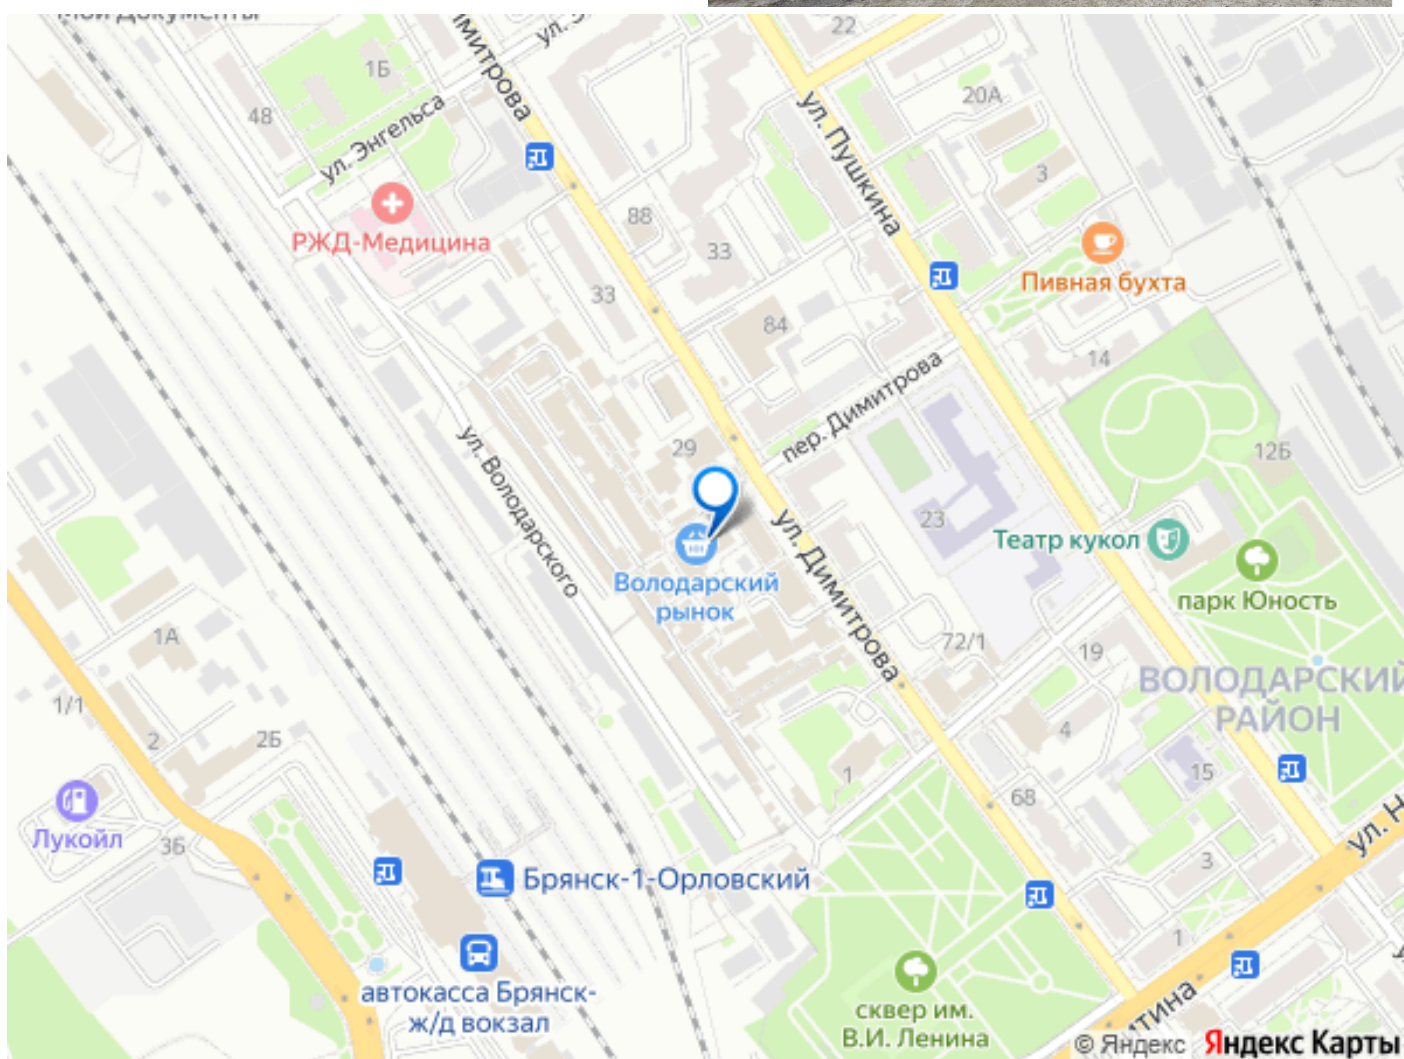 Мои документы
22
1Б
20А
48
ул. Энгельса
ул. Пушкина
3
88
РЖД-Медицина
33
Пивная бухта
33
84
14
пер. Димитрова
29
12Б
ул. Володарского
23
Театр кукол
ул. Димитрова
Володарский
рынок
парк Юность
1А
72/1
19
ВОЛОДАРСКИЙ
РАЙОН
1/1
2
2Б
4
1
15
68
Лукойл
3Б
3
Брянск-1-Орловский
1
автокасса Брянск-
ж/д вокзал
сквер им.
В.И. Ленина
© Яндекс Яндекс Карты